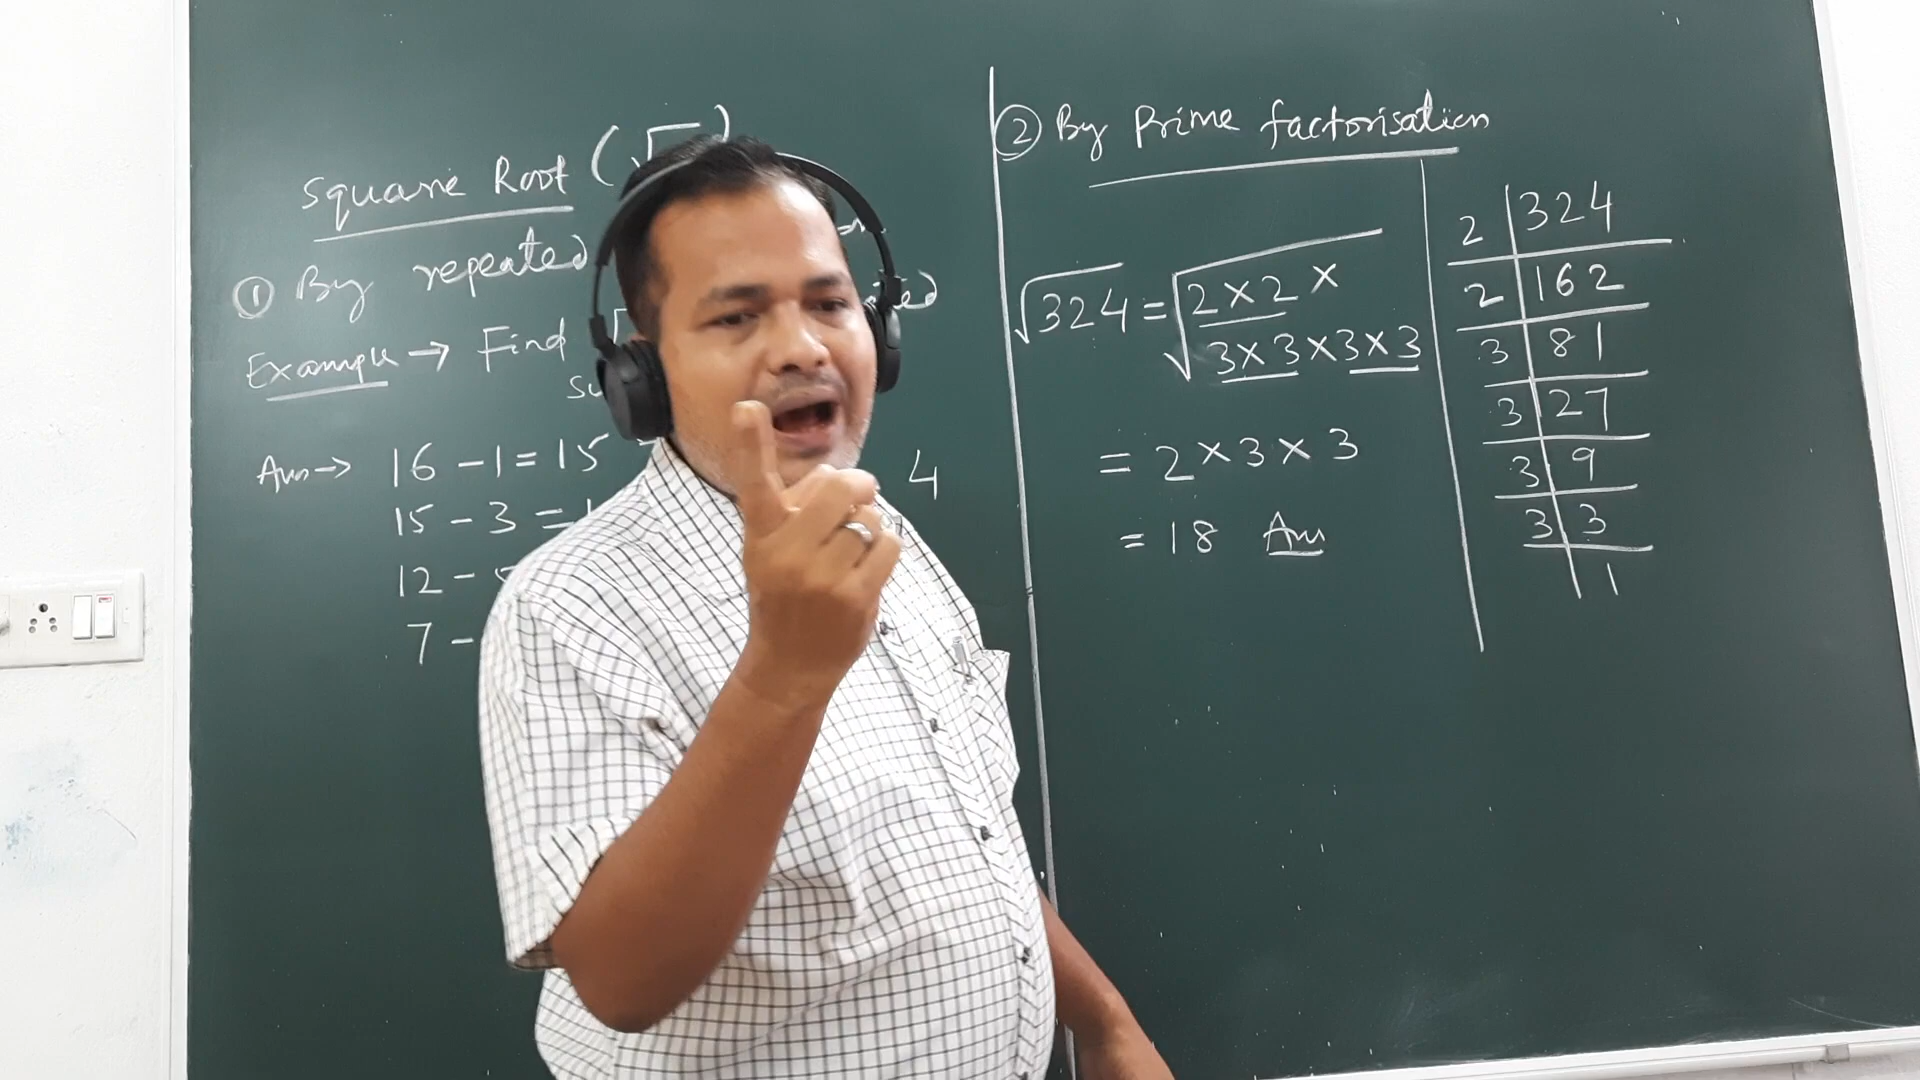 Square Root (√
① By repeated
Example → Find √
Ans → 16 - 1 = 15
4
15 - 3 =
12 -
7 -
② By Prime factorisation
√324 = √2 × 2 ×
3 × 3 × 3 × 3
= 2 × 3 × 3
= 18 Ans
2 | 324
2 | 162
3 | 81
3 | 27
3 | 9
3 | 3
| 1